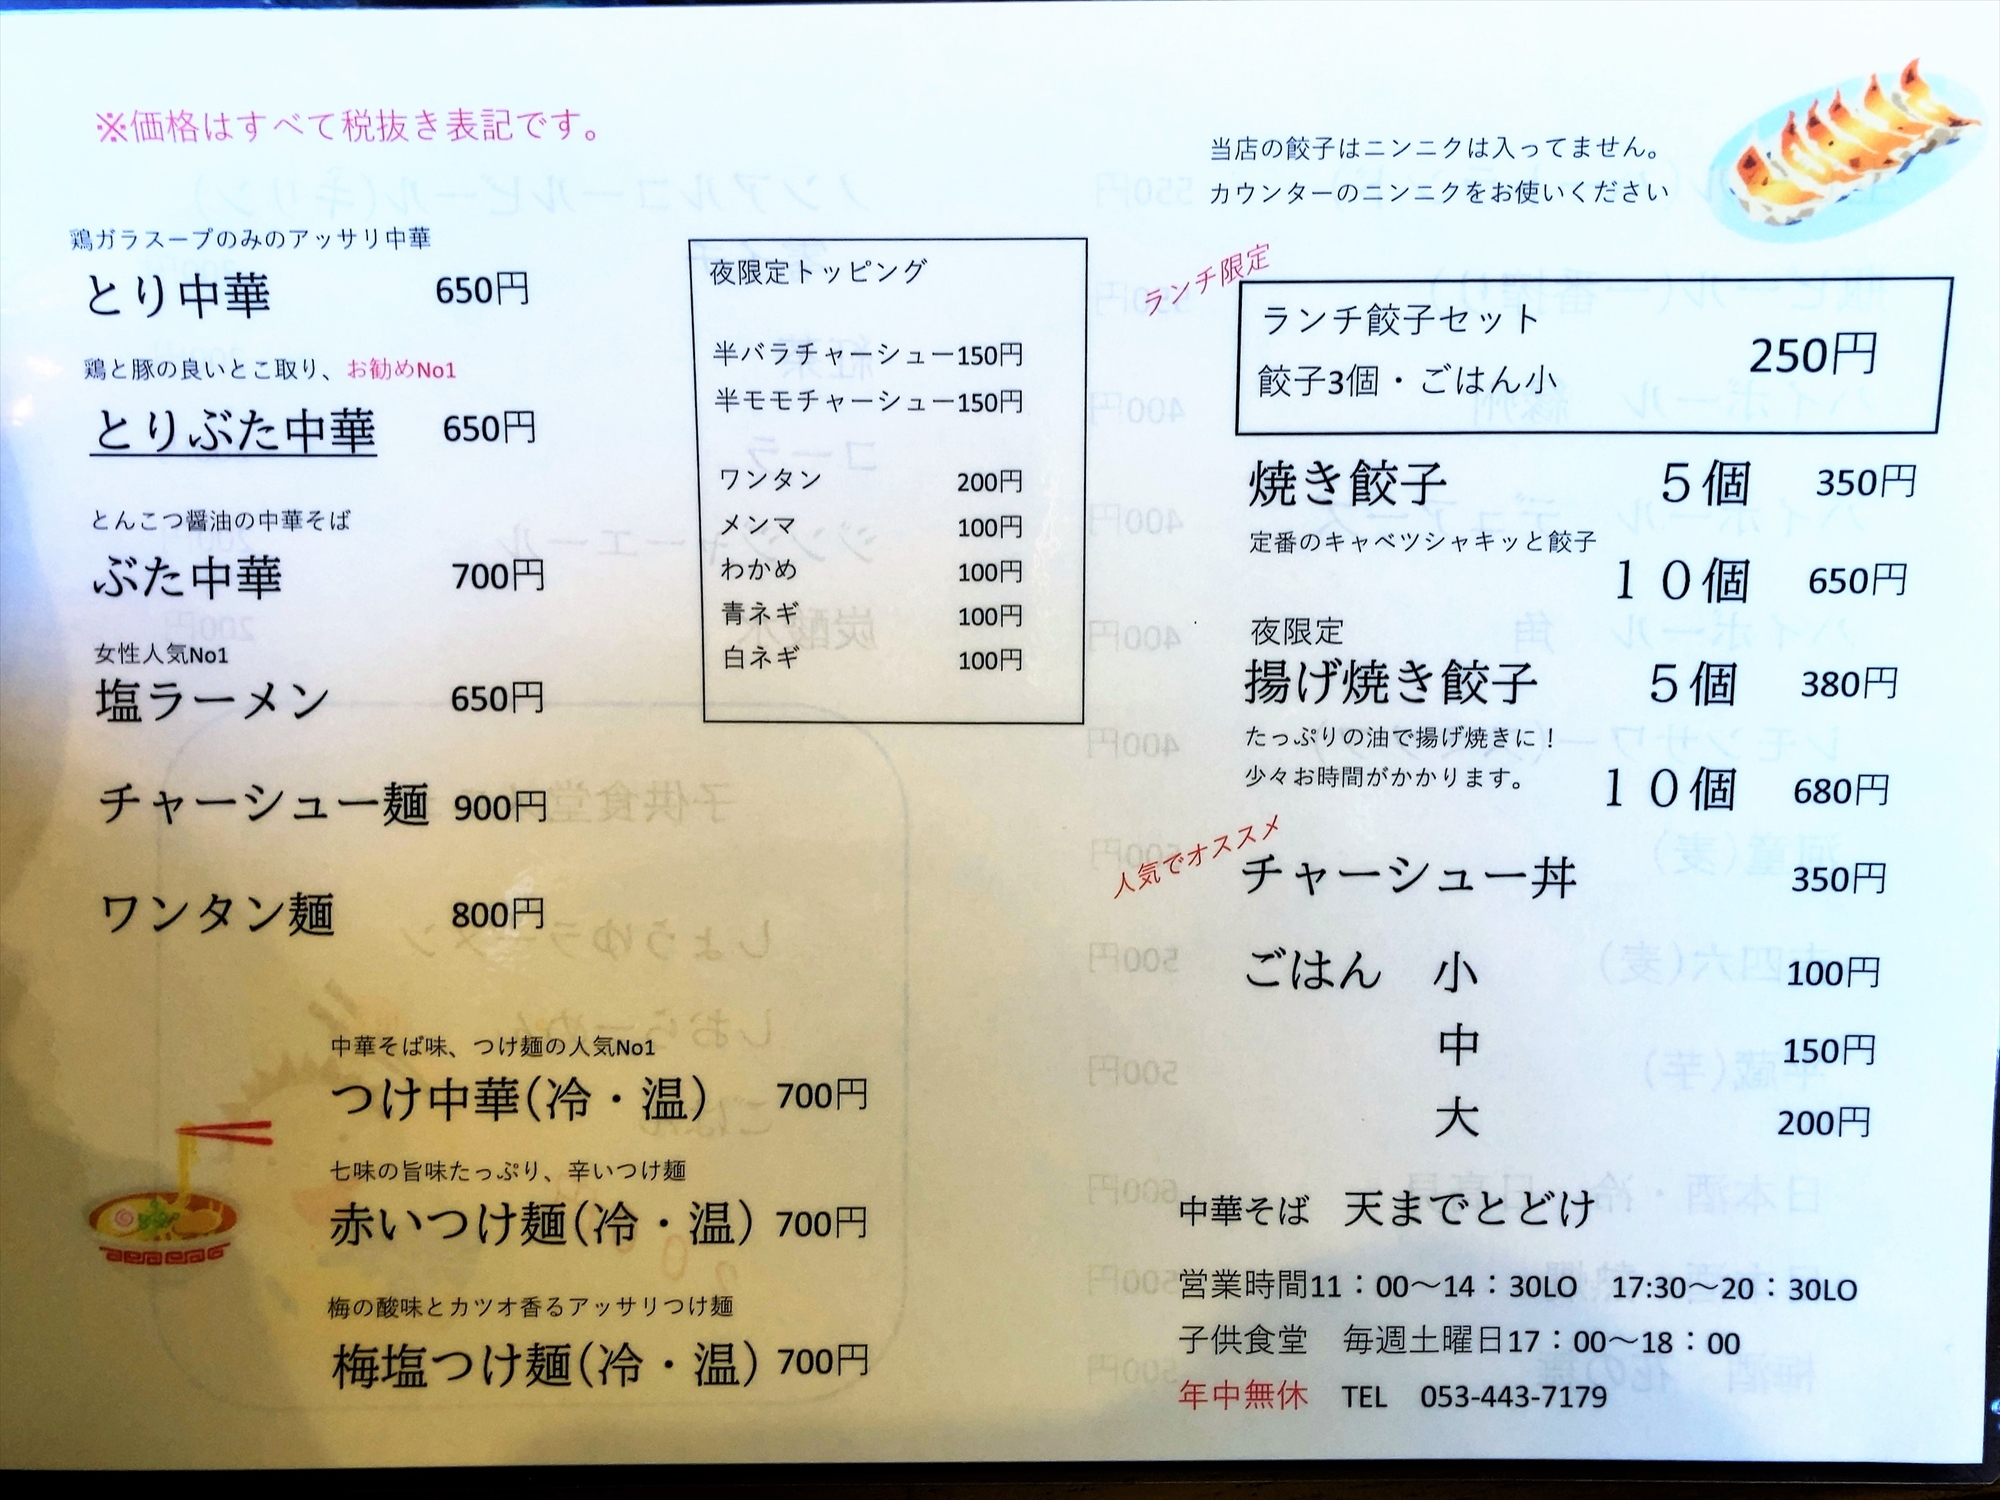 ※価格はすべて税抜き表記です。
鶏ガラスープのみのアッサリ中華
とり中華 650円
鶏と豚の良いとこ取り、お勧めNo1
とりぶた中華 650円
とんこつ醤油の中華そば
ぶた中華 700円
女性人気No1
塩ラーメン 650円
チャーシュー麺 900円
ワンタン麺 800円
中華そば味、つけ麺の人気No1
つけ中華(冷・温) 700円
七味の旨味たっぷり、辛いつけ麺
赤いつけ麺(冷・温) 700円
梅の酸味とカツオ香るアッサリつけ麺
梅塩つけ麺(冷・温) 700円
夜限定トッピング
半バラチャーシュー150円
半モモチャーシュー150円
ワンタン 200円
メンマ 100円
わかめ 100円
青ネギ 100円
白ネギ 100円
当店の餃子はニンニクは入ってません。
カウンターのニンニクをお使いください
ランチ限定
ランチ餃子セット
餃子3個・ごはん小 250円
焼き餃子 ５個 350円
定番のキャベツシャキッと餃子
１０個 650円
夜限定
揚げ焼き餃子 ５個 380円
たっぷりの油で揚げ焼きに！
少々お時間がかかります。
１０個 680円
人気でオススメ
チャーシュー丼 350円
ごはん 小 100円
中 150円
大 200円
中華そば 天までとどけ
営業時間11：00～14：30LO 17:30～20：30LO
子供食堂 毎週土曜日17：00～18：00
年中無休 TEL 053-443-7179